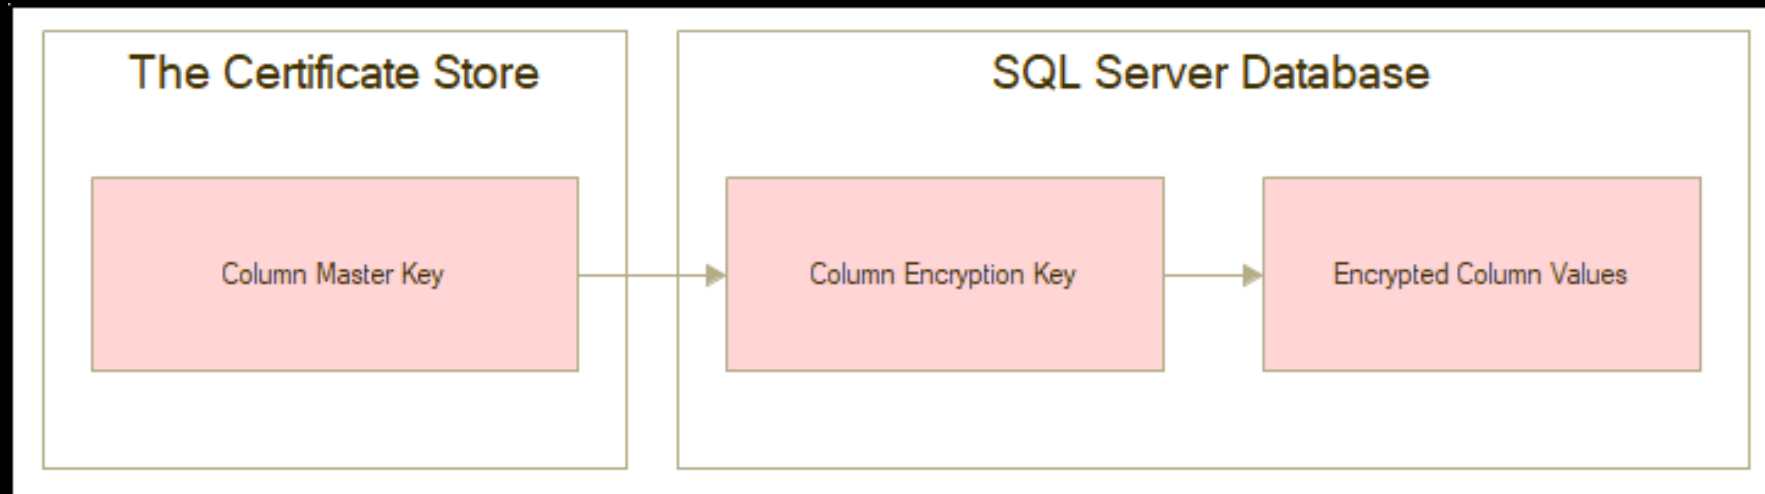 The Certificate Store
SQL Server Database
Column Master Key
Column Encryption Key
Encrypted Column Values